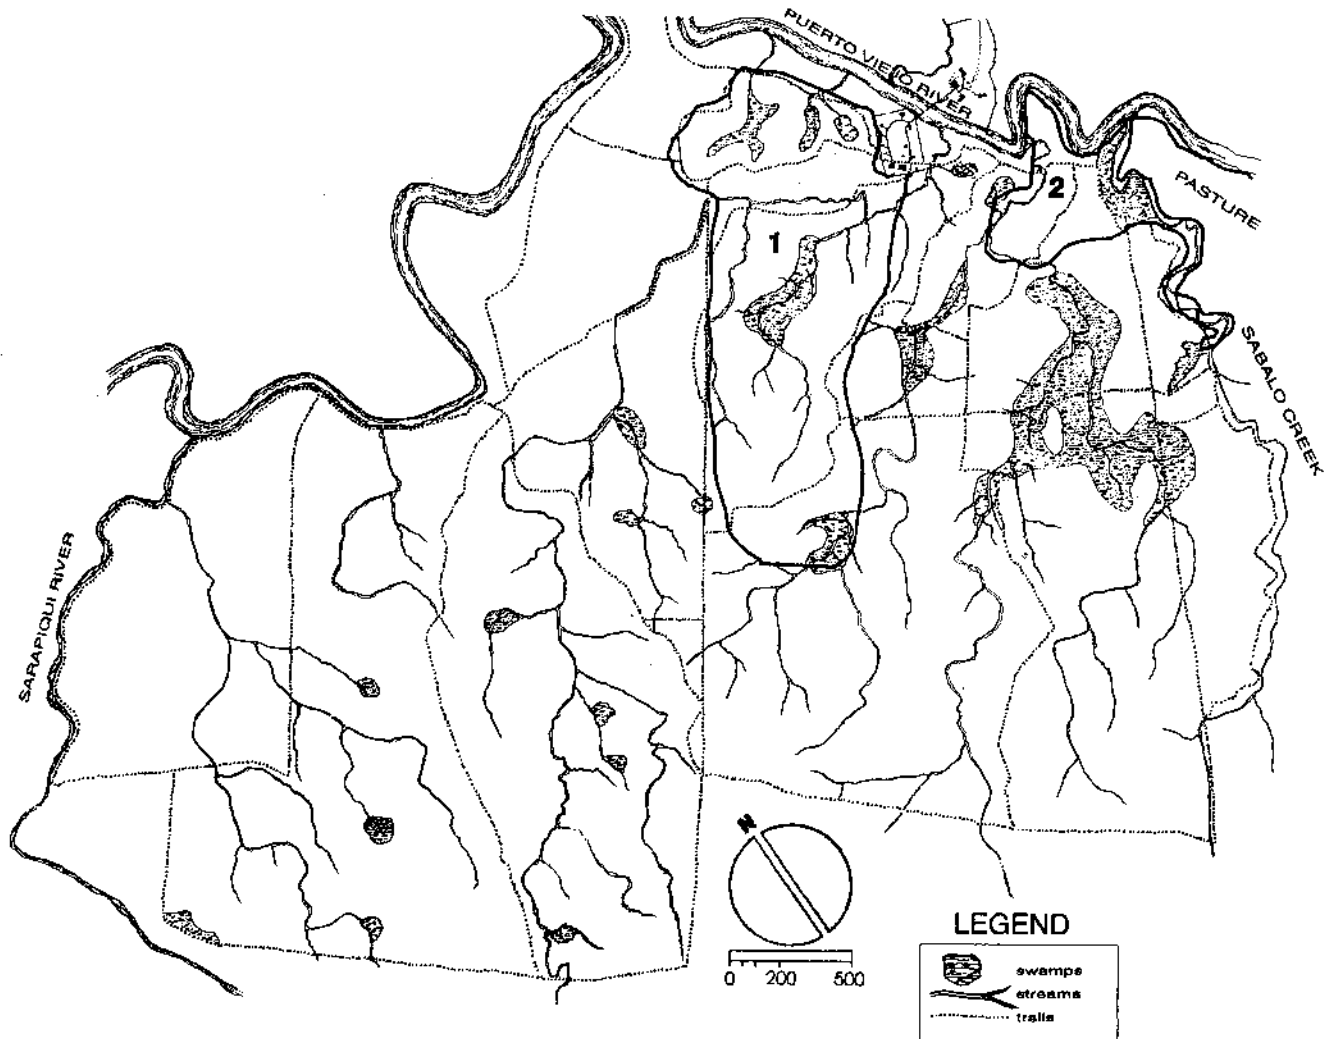 PUERTO VIEJO RIVER
2
PASTURE
1
SABALO CREEK
SARAPIQUI RIVER
N
LEGEND
0 200 500
swamps
streams
trails